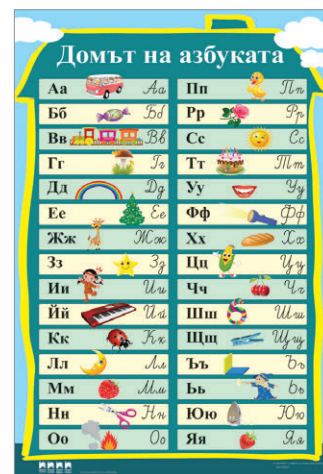 Домът на азбуката
Аа Аа
Бб Бб
Вв Вв
Гг Гг
Дд Дд
Ее Ее
Жж Жж
Зз Зз
Ии Ии
Йй Йй
Кк Кк
Лл Лл
Мм Мм
Нн Нн
Оо Оо
Пп Пп
Рр Рр
Сс Сс
Тт Тт
Уу Уу
Фф Фф
Хх Хх
Цц Цц
Чч Чч
Шш Шш
Щщ Щщ
Ъъ Ъъ
Ьь Ьь
Юю Юю
Яя Яя